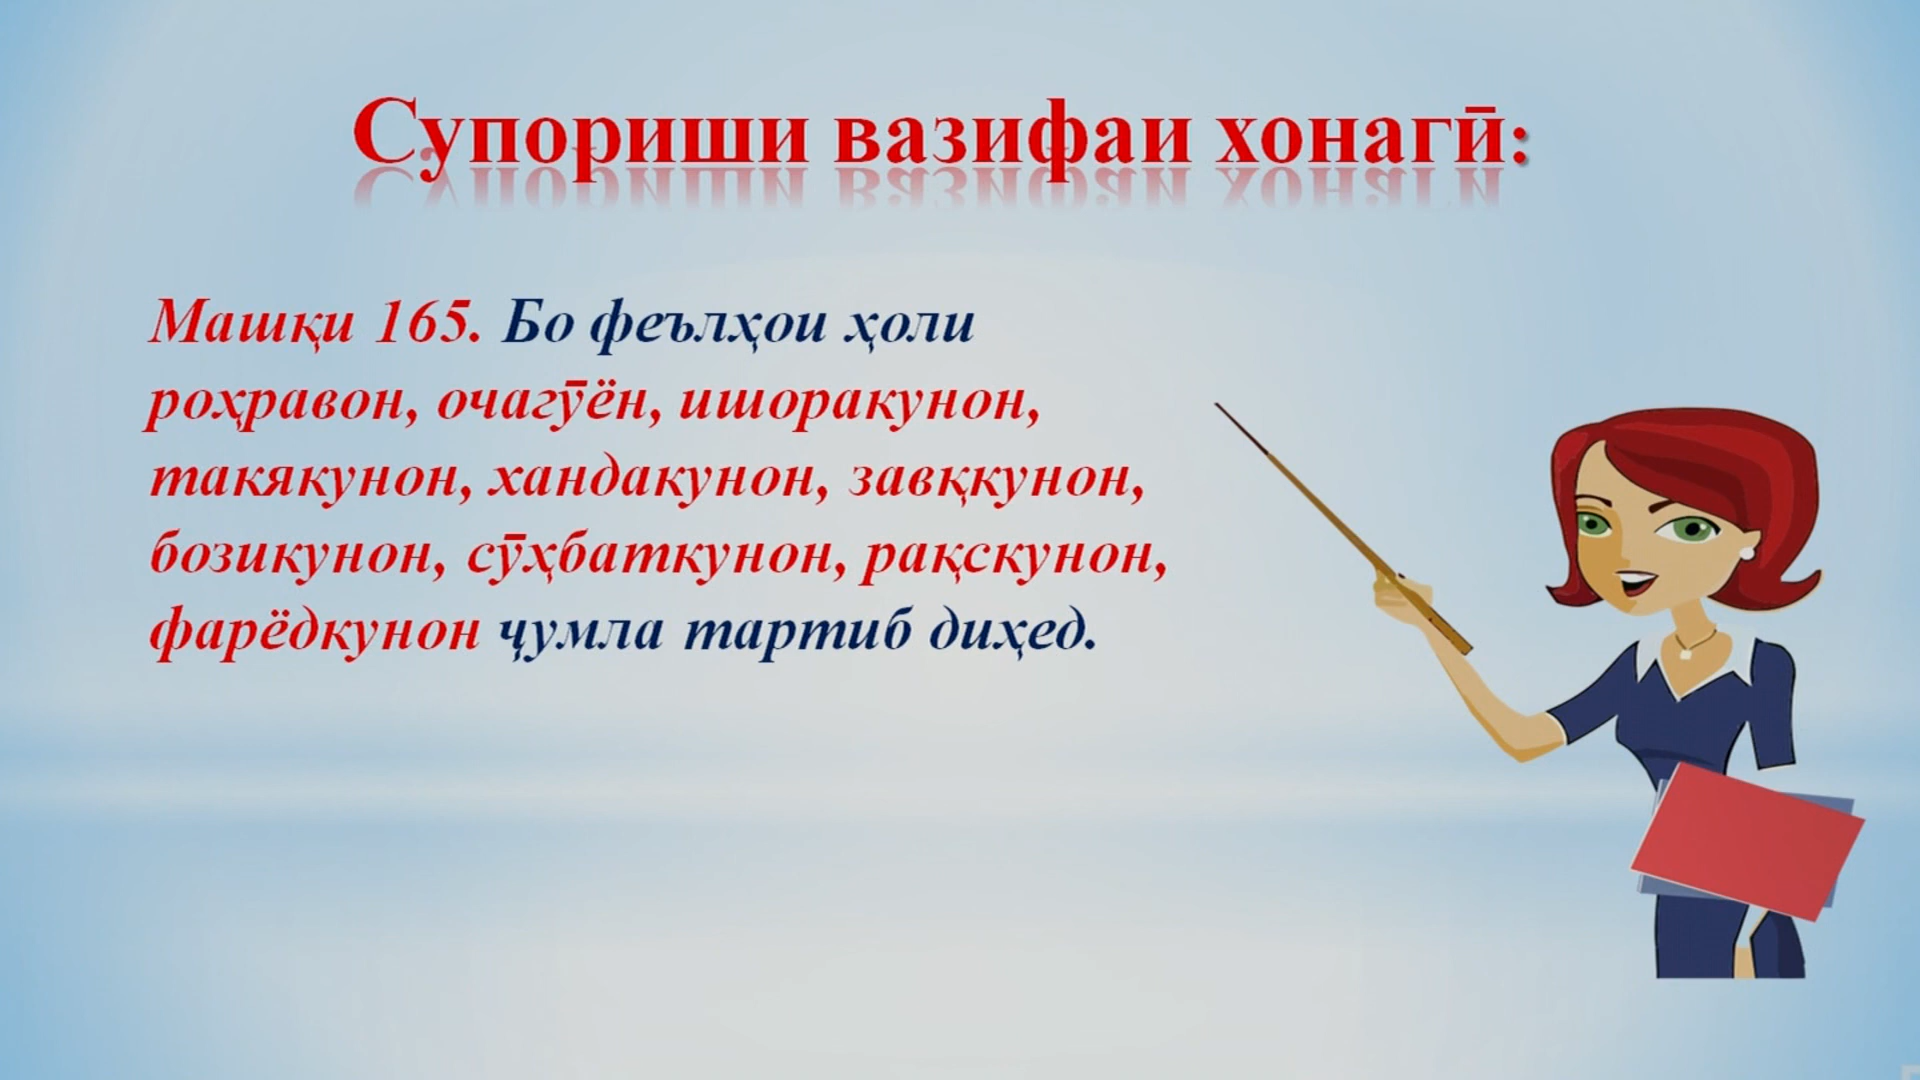 Супориши вазифаи хонагӣ:
Машқи 165. Бо феълҳои ҳоли
роҳравон, очагӯён, ишоракунон,
такякунон, хандакунон, завққунон,
бозикунон, сӯҳбаткунон, рақскунон,
фарёдкунон ҷумла тартиб диҳед.